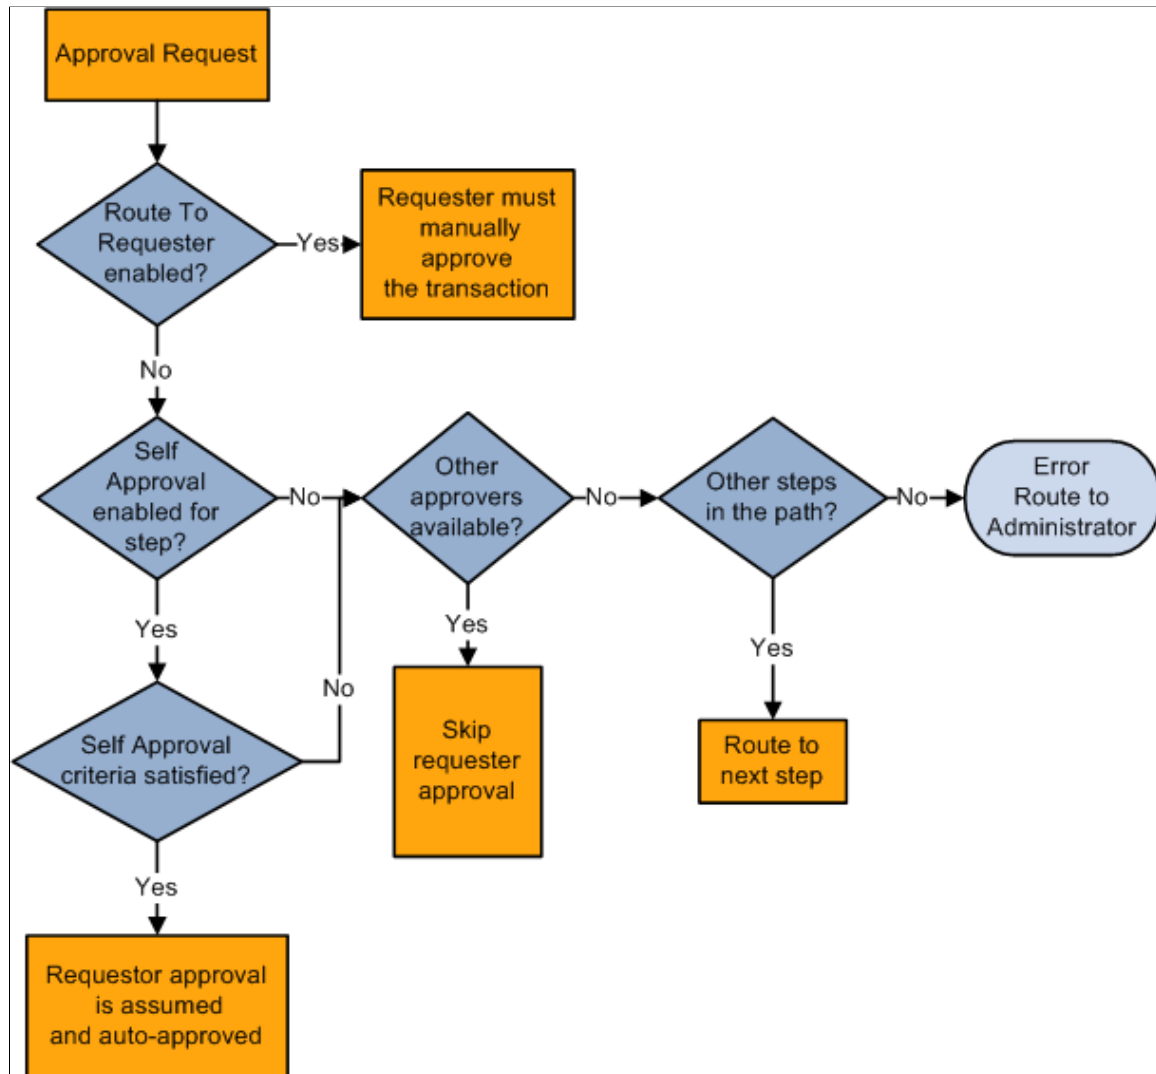 Approval Request
Route To
Requester
enabled?
Yes
Requester must
manually
approve
the transaction
No
Self
Approval
enabled for
step?
No
Other
approvers
available?
No
Other steps
in the path?
No
Error
Route to
Administrator
Yes
Yes
Yes
No
Self Approval
criteria satisfied?
Skip
requester
approval
Route to
next step
Yes
Requestor approval
is assumed
and auto-approved